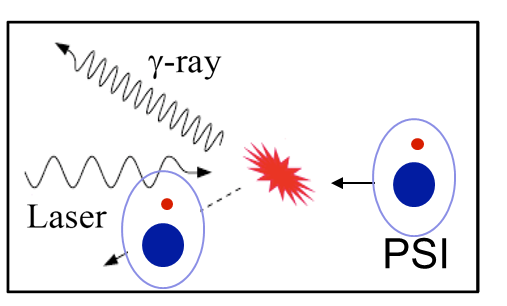 γ-ray
Laser
PSI